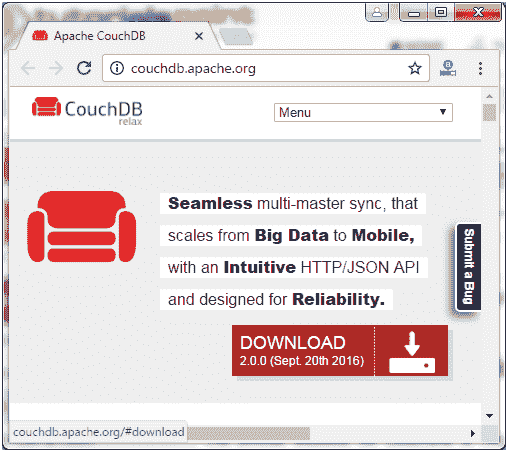 Apache CouchDB
couchdb.apache.org
CouchDB
relax
Menu
Seamless multi-master sync, that
scales from Big Data to Mobile,
with an Intuitive HTTP/JSON API
and designed for Reliability.
Submit a Bug
DOWNLOAD
2.0.0 (Sept. 20th 2016)
couchdb.apache.org/#download